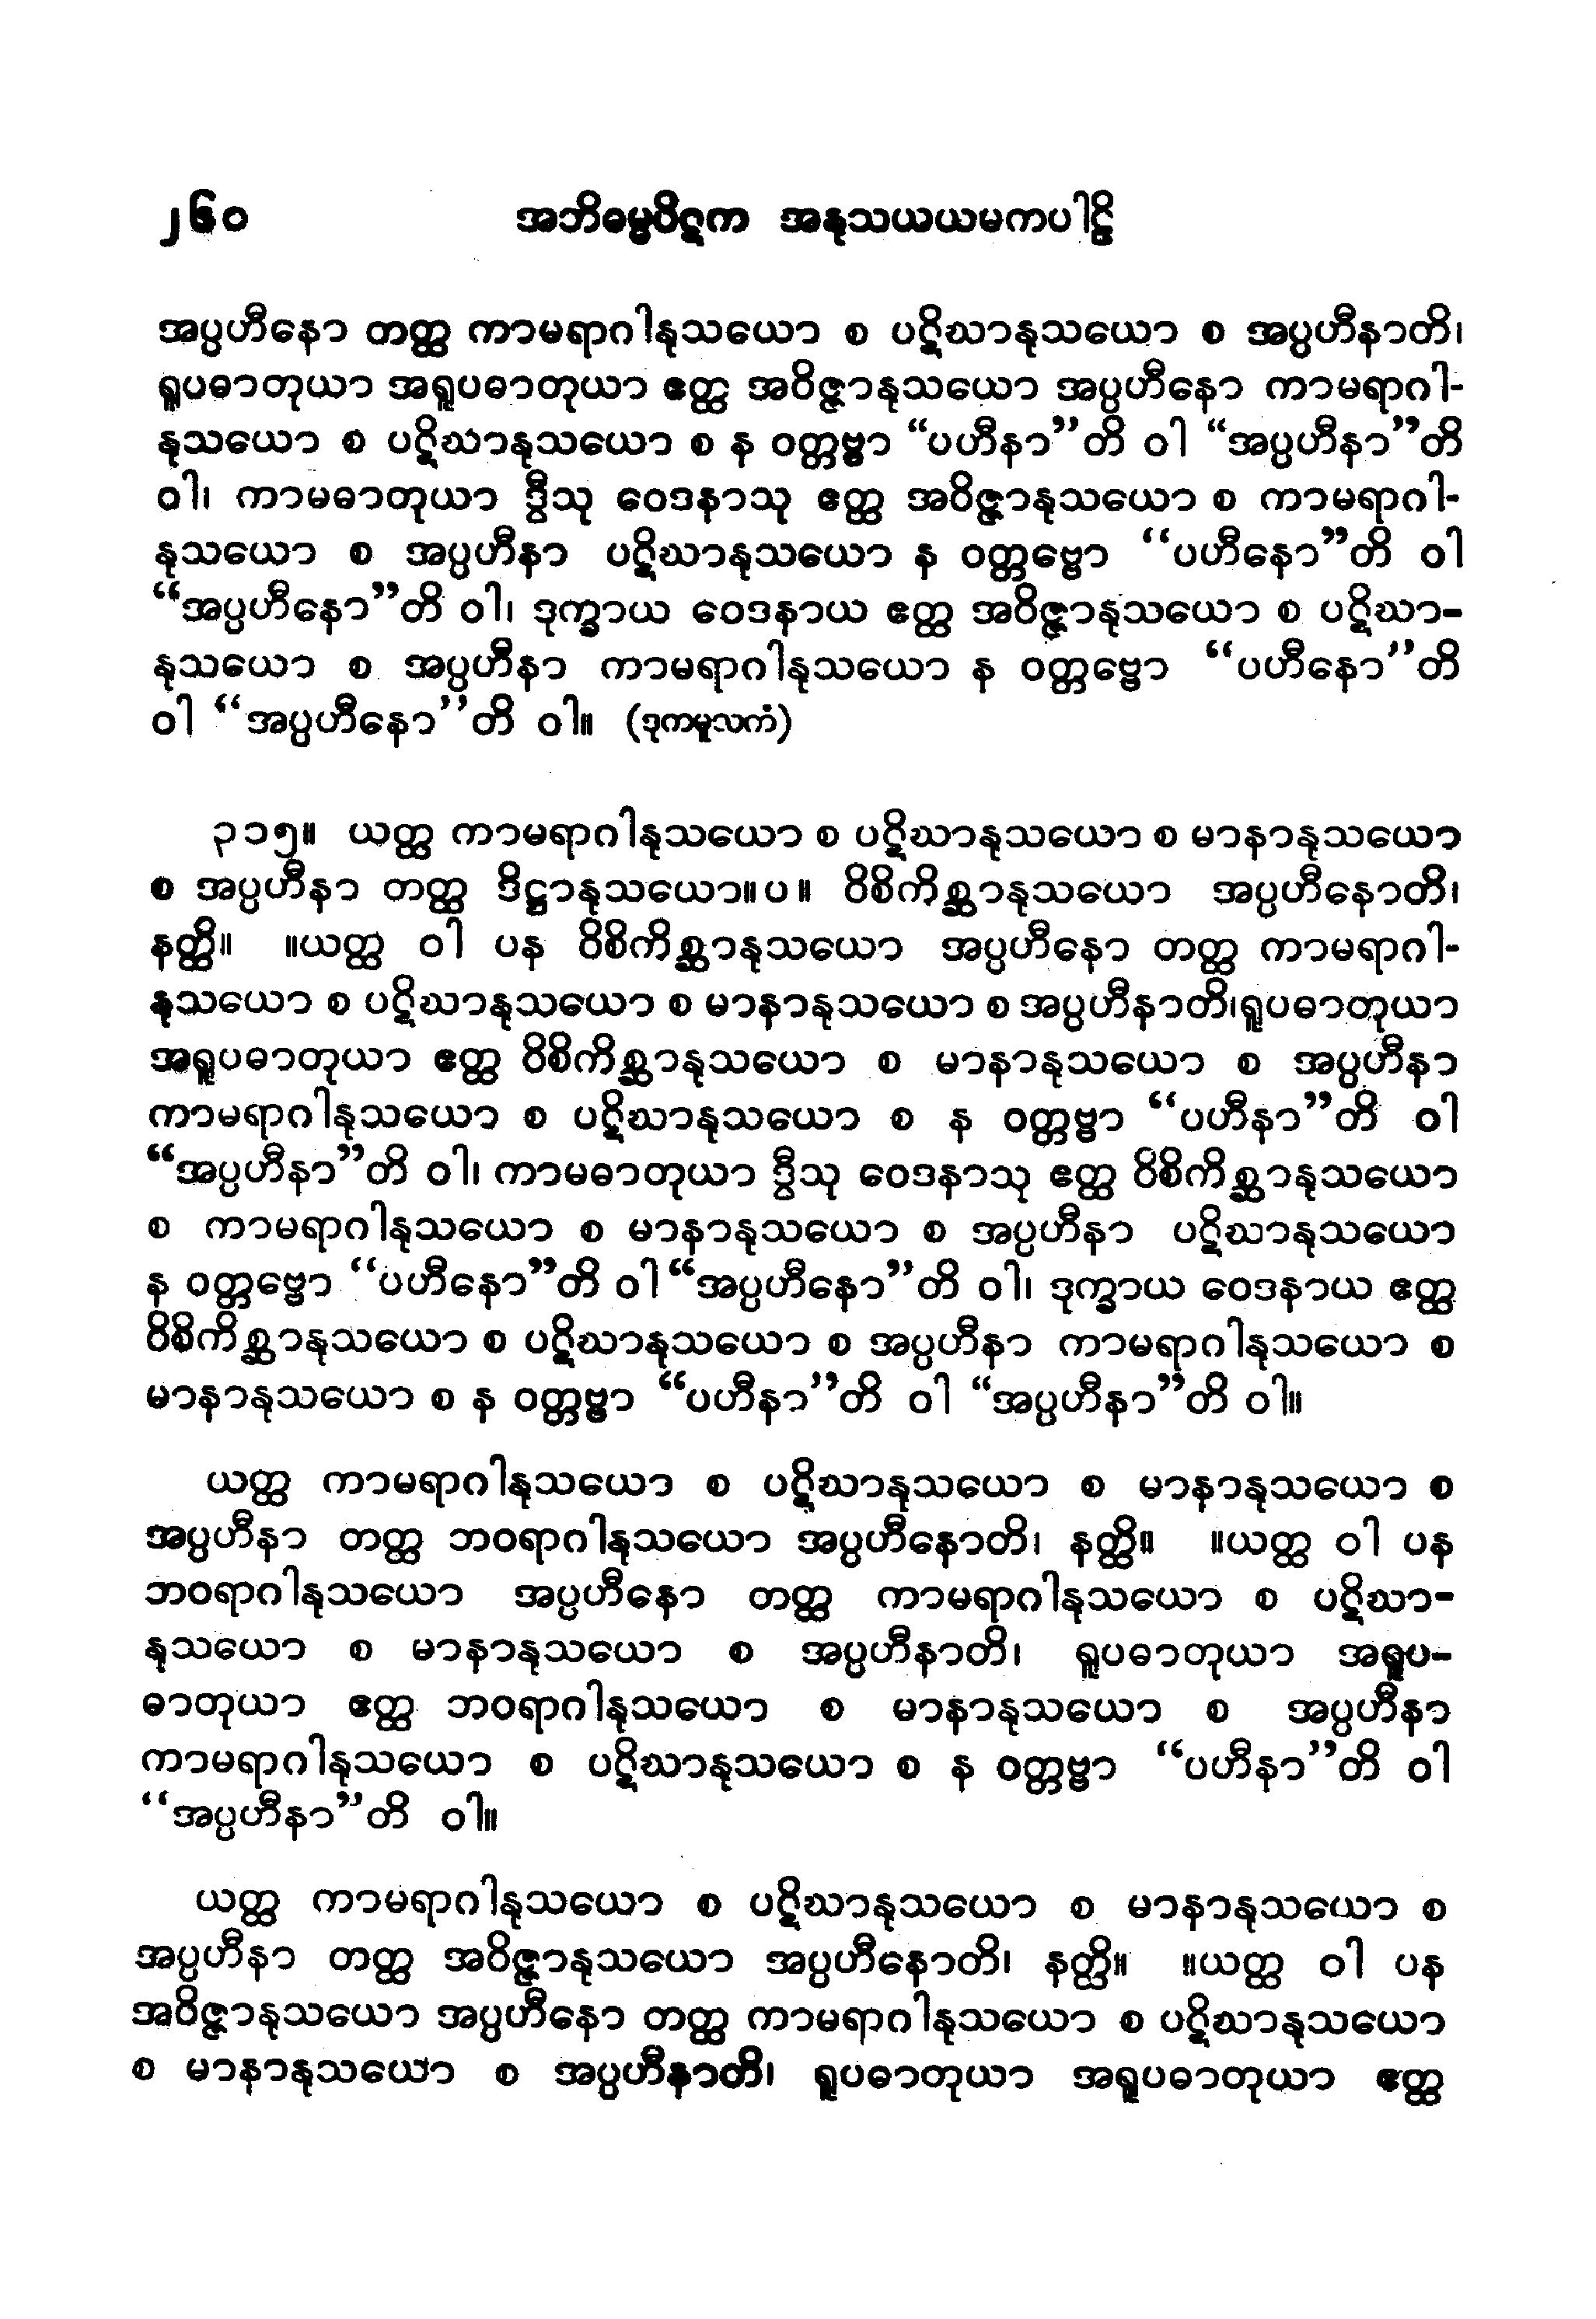 ၂၆၀ အဘိဓမ္မပိဋက အနုသယယမကပါဠိ
အပ္ပဟီနော တတ္ထ ကာမရာဂါနုသယော စ ပဋိဃာနုသယော စ အပ္ပဟီနာတိ၊
ရူပဓာတုယာ အရူပဓာတုယာ ဧတ္ထ အဝိဇ္ဇာနုသယော အပ္ပဟီနော ကာမရာဂါ-
နုသယော စ ပဋိဃာနုသယော စ န ဝတ္တဗ္ဗာ “ပဟီနာ”တိ ဝါ “အပ္ပဟီနာ”တိ
ဝါ၊ ကာမဓာတုယာ ဒွီသု ဝေဒနာသု ဧတ္ထ အဝိဇ္ဇာနုသယော စ ကာမရာဂါ-
နုသယော စ အပ္ပဟီနာ ပဋိဃာနုသယော န ဝတ္တဗ္ဗော “ပဟီနော”တိ ဝါ
“အပ္ပဟီနော”တိ ဝါ၊ ဒုက္ခာယ ဝေဒနာယ ဧတ္ထ အဝိဇ္ဇာနုသယော စ ပဋိဃာ-
နုသယော စ အပ္ပဟီနာ ကာမရာဂါနုသယော န ဝတ္တဗ္ဗော “ပဟီနော”တိ
ဝါ “အပ္ပဟီနော”တိ ဝါ။ (ဒုကမူလကံ)
၃၁၅။ ယတ္ထ ကာမရာဂါနုသယော စ ပဋိဃာနုသယော စ မာနာနုသယော
စ အပ္ပဟီနာ တတ္ထ ဒိဋ္ဌာနုသယော။ပ။ ဝိစိကိစ္ဆာနုသယော အပ္ပဟီနောတိ၊
နတ္ထိ။ ။ယတ္ထ ဝါ ပန ဝိစိကိစ္ဆာနုသယော အပ္ပဟီနော တတ္ထ ကာမရာဂါ-
နုသယော စ ပဋိဃာနုသယော စ မာနာနုသယော စ အပ္ပဟီနာတိ၊ရူပဓာတုယာ
အရူပဓာတုယာ ဧတ္ထ ဝိစိကိစ္ဆာနုသယော စ မာနာနုသယော စ အပ္ပဟီနာ
ကာမရာဂါနုသယော စ ပဋိဃာနုသယော စ န ဝတ္တဗ္ဗာ “ပဟီနာ”တိ ဝါ
“အပ္ပဟီနာ”တိ ဝါ၊ ကာမဓာတုယာ ဒွီသု ဝေဒနာသု ဧတ္ထ ဝိစိကိစ္ဆာနုသယော
စ ကာမရာဂါနုသယော စ မာနာနုသယော စ အပ္ပဟီနာ ပဋိဃာနုသယော
န ဝတ္တဗ္ဗော “ပဟီနော”တိ ဝါ “အပ္ပဟီနော”တိ ဝါ၊ ဒုက္ခာယ ဝေဒနာယ ဧတ္ထ
ဝိစိကိစ္ဆာနုသယော စ ပဋိဃာနုသယော စ အပ္ပဟီနာ ကာမရာဂါနုသယော စ
မာနာနုသယော စ န ဝတ္တဗ္ဗာ “ပဟီနာ”တိ ဝါ “အပ္ပဟီနာ”တိ ဝါ။
ယတ္ထ ကာမရာဂါနုသယော စ ပဋိဃာနုသယော စ မာနာနုသယော စ
အပ္ပဟီနာ တတ္ထ ဘဝရာဂါနုသယော အပ္ပဟီနောတိ၊ နတ္ထိ။ ။ယတ္ထ ဝါ ပန
ဘဝရာဂါနုသယော အပ္ပဟီနော တတ္ထ ကာမရာဂါနုသယော စ ပဋိဃာ-
နုသယော စ မာနာနုသယော စ အပ္ပဟီနာတိ၊ ရူပဓာတုယာ အရူပ-
ဓာတုယာ ဧတ္ထ ဘဝရာဂါနုသယော စ မာနာနုသယော စ အပ္ပဟီနာ
ကာမရာဂါနုသယော စ ပဋိဃာနုသယော စ န ဝတ္တဗ္ဗာ “ပဟီနာ”တိ ဝါ
“အပ္ပဟီနာ”တိ ဝါ။
ယတ္ထ ကာမရာဂါနုသယော စ ပဋိဃာနုသယော စ မာနာနုသယော စ
အပ္ပဟီနာ တတ္ထ အဝိဇ္ဇာနုသယော အပ္ပဟီနောတိ၊ နတ္ထိ။ ။ယတ္ထ ဝါ ပန
အဝိဇ္ဇာနုသယော အပ္ပဟီနော တတ္ထ ကာမရာဂါနုသယော စ ပဋိဃာနုသယော
စ မာနာနုသယော စ အပ္ပဟီနာတိ၊ ရူပဓာတုယာ အရူပဓာတုယာ ဧတ္ထ